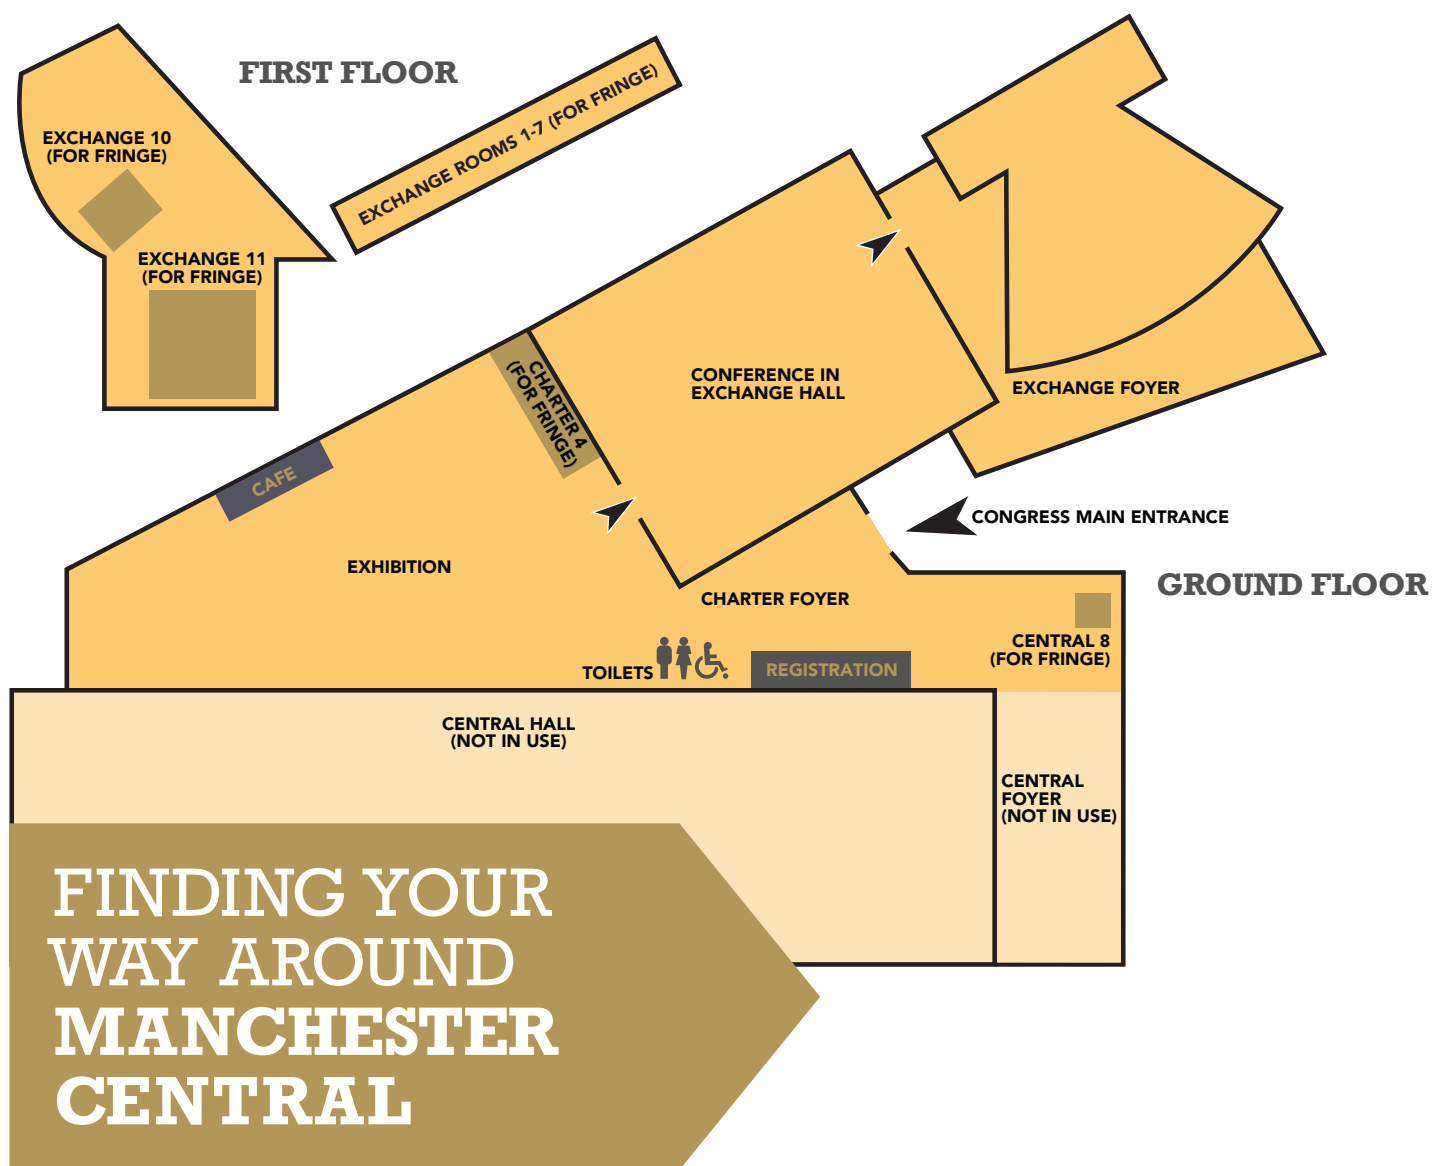 FIRST FLOOR
EXCHANGE 10
(FOR FRINGE)
EXCHANGE 11
(FOR FRINGE)
EXCHANGE ROOMS 1-7 (FOR FRINGE)
CHARTER 4
(FOR FRINGE)
CONFERENCE IN
EXCHANGE HALL
EXCHANGE FOYER
CAFE
CONGRESS MAIN ENTRANCE
EXHIBITION
GROUND FLOOR
CHARTER FOYER
CENTRAL 8
(FOR FRINGE)
TOILETS
REGISTRATION
CENTRAL HALL
(NOT IN USE)
CENTRAL
FOYER
(NOT IN USE)
FINDING YOUR
WAY AROUND
MANCHESTER
CENTRAL